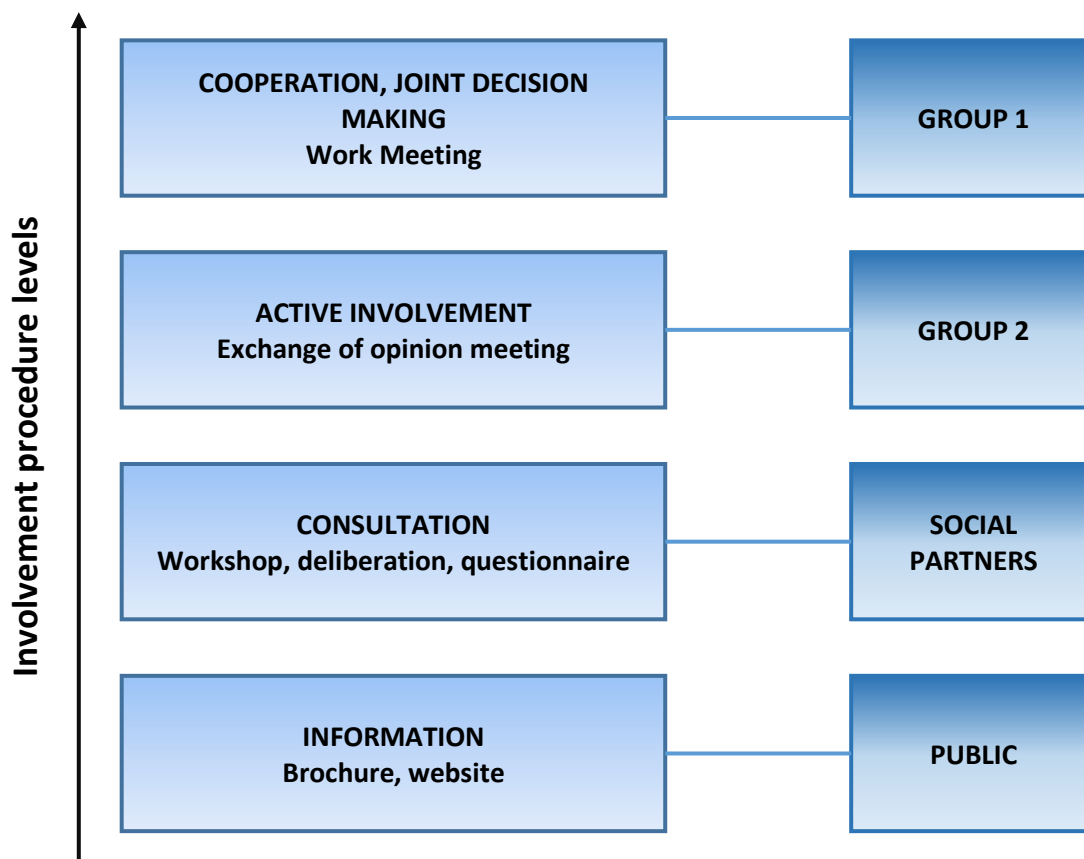 Involvement procedure levels
COOPERATION, JOINT DECISION
MAKING
Work Meeting
GROUP 1
ACTIVE INVOLVEMENT
Exchange of opinion meeting
GROUP 2
CONSULTATION
Workshop, deliberation, questionnaire
SOCIAL
PARTNERS
INFORMATION
Brochure, website
PUBLIC